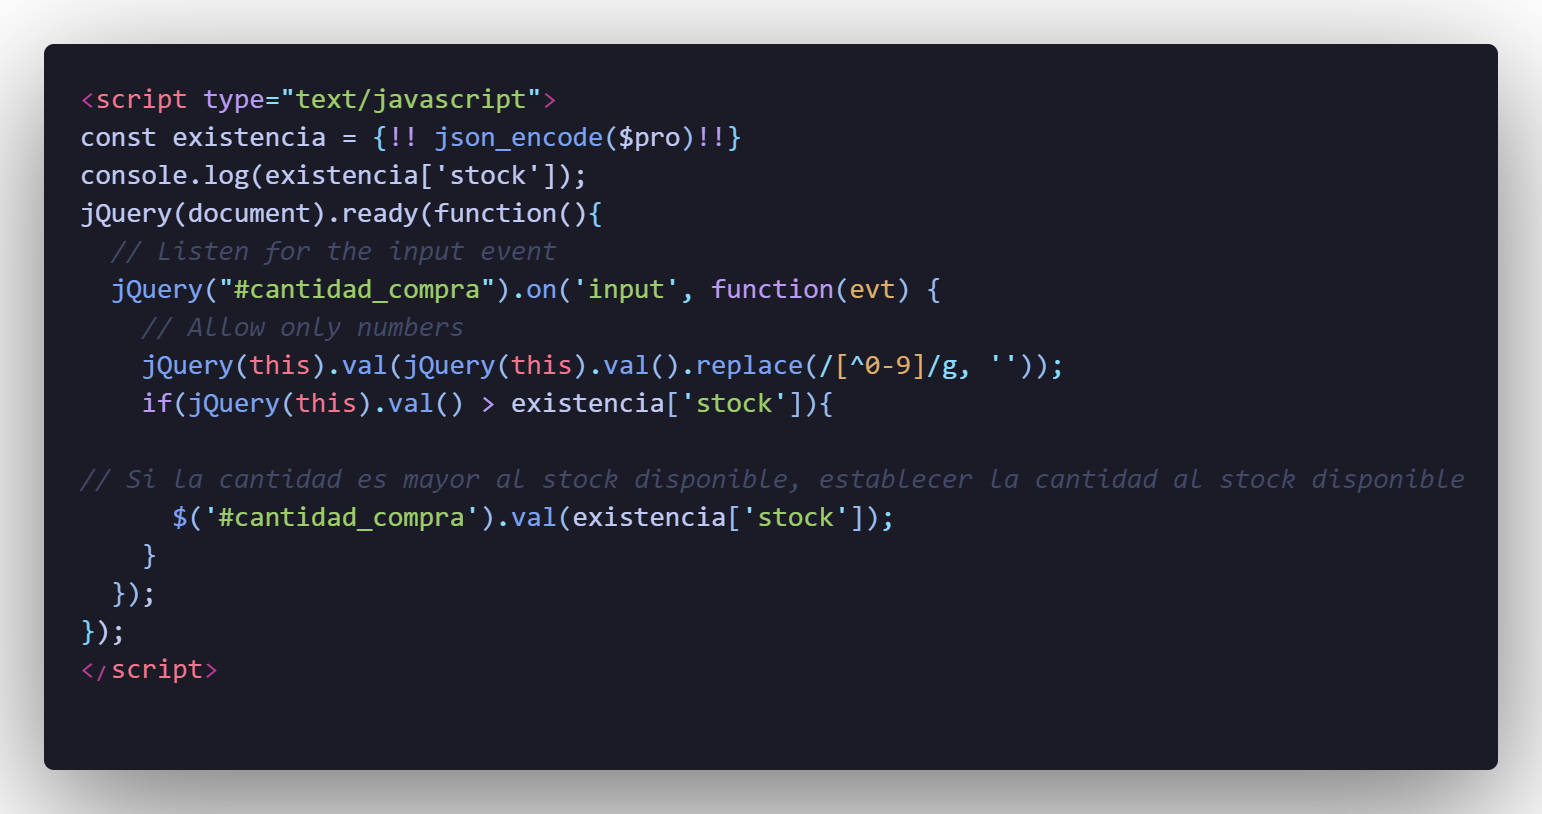 <script type="text/javascript">
const existencia = {!! json_encode($pro)!!}
console.log(existencia['stock']);
jQuery(document).ready(function(){
  // Listen for the input event
  jQuery("#cantidad_compra").on('input', function(evt) {
    // Allow only numbers
    jQuery(this).val(jQuery(this).val().replace(/[^0-9]/g, ''));
    if(jQuery(this).val() > existencia['stock']){
// Si la cantidad es mayor al stock disponible, establecer la cantidad al stock disponible
      $('#cantidad_compra').val(existencia['stock']);
    }
  });
});
</script>